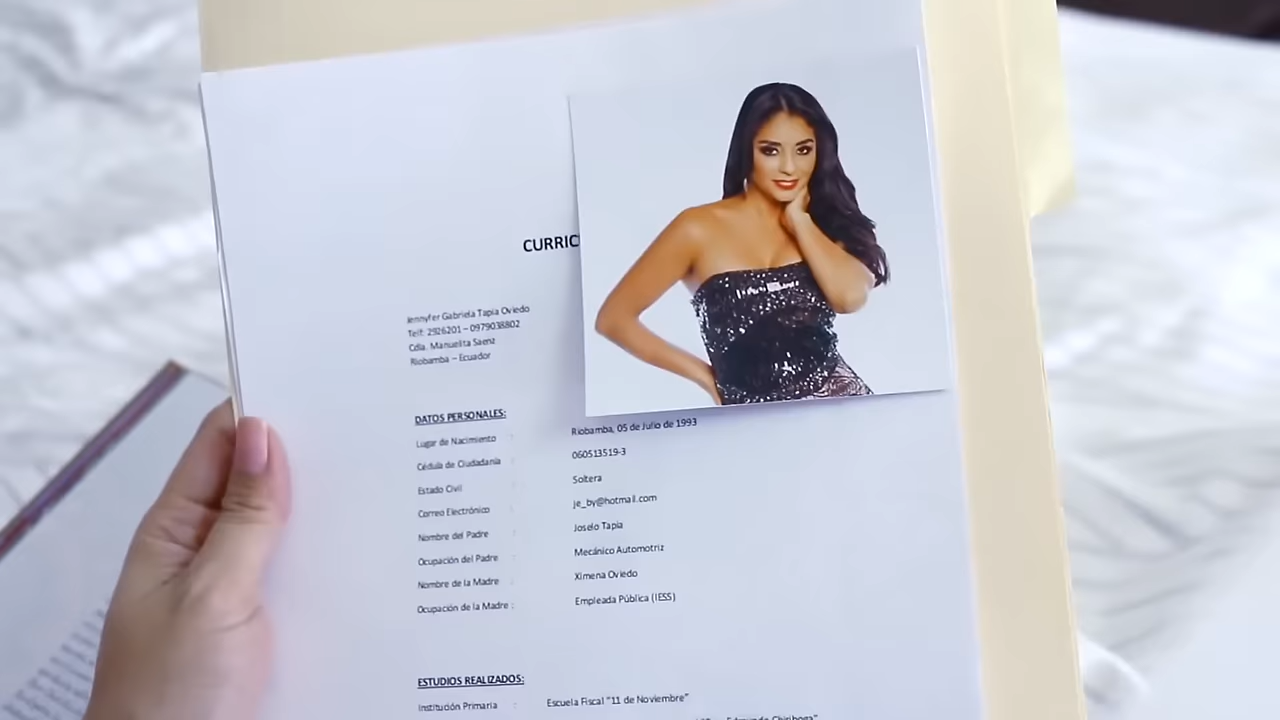 CURRIC
Jennyfer Gabriela Tapia Oviedo
Telf: 2926201 – 0979038802
Cdla. Manuelita Saenz
Riobamba – Ecuador
DATOS PERSONALES:
Lugar de Nacimiento : Riobamba, 05 de Julio de 1993
Cédula de Ciudadanía : 060513519-3
Estado Civil : Soltera
Correo Electrónico : je_by@hotmail.com
Nombre del Padre : Joselo Tapia
Ocupación del Padre : Mecánico Automotriz
Nombre de la Madre : Ximena Oviedo
Ocupación de la Madre : Empleada Pública (IESS)
ESTUDIOS REALIZADOS:
Institución Primaria : Escuela Fiscal "11 de Noviembre"